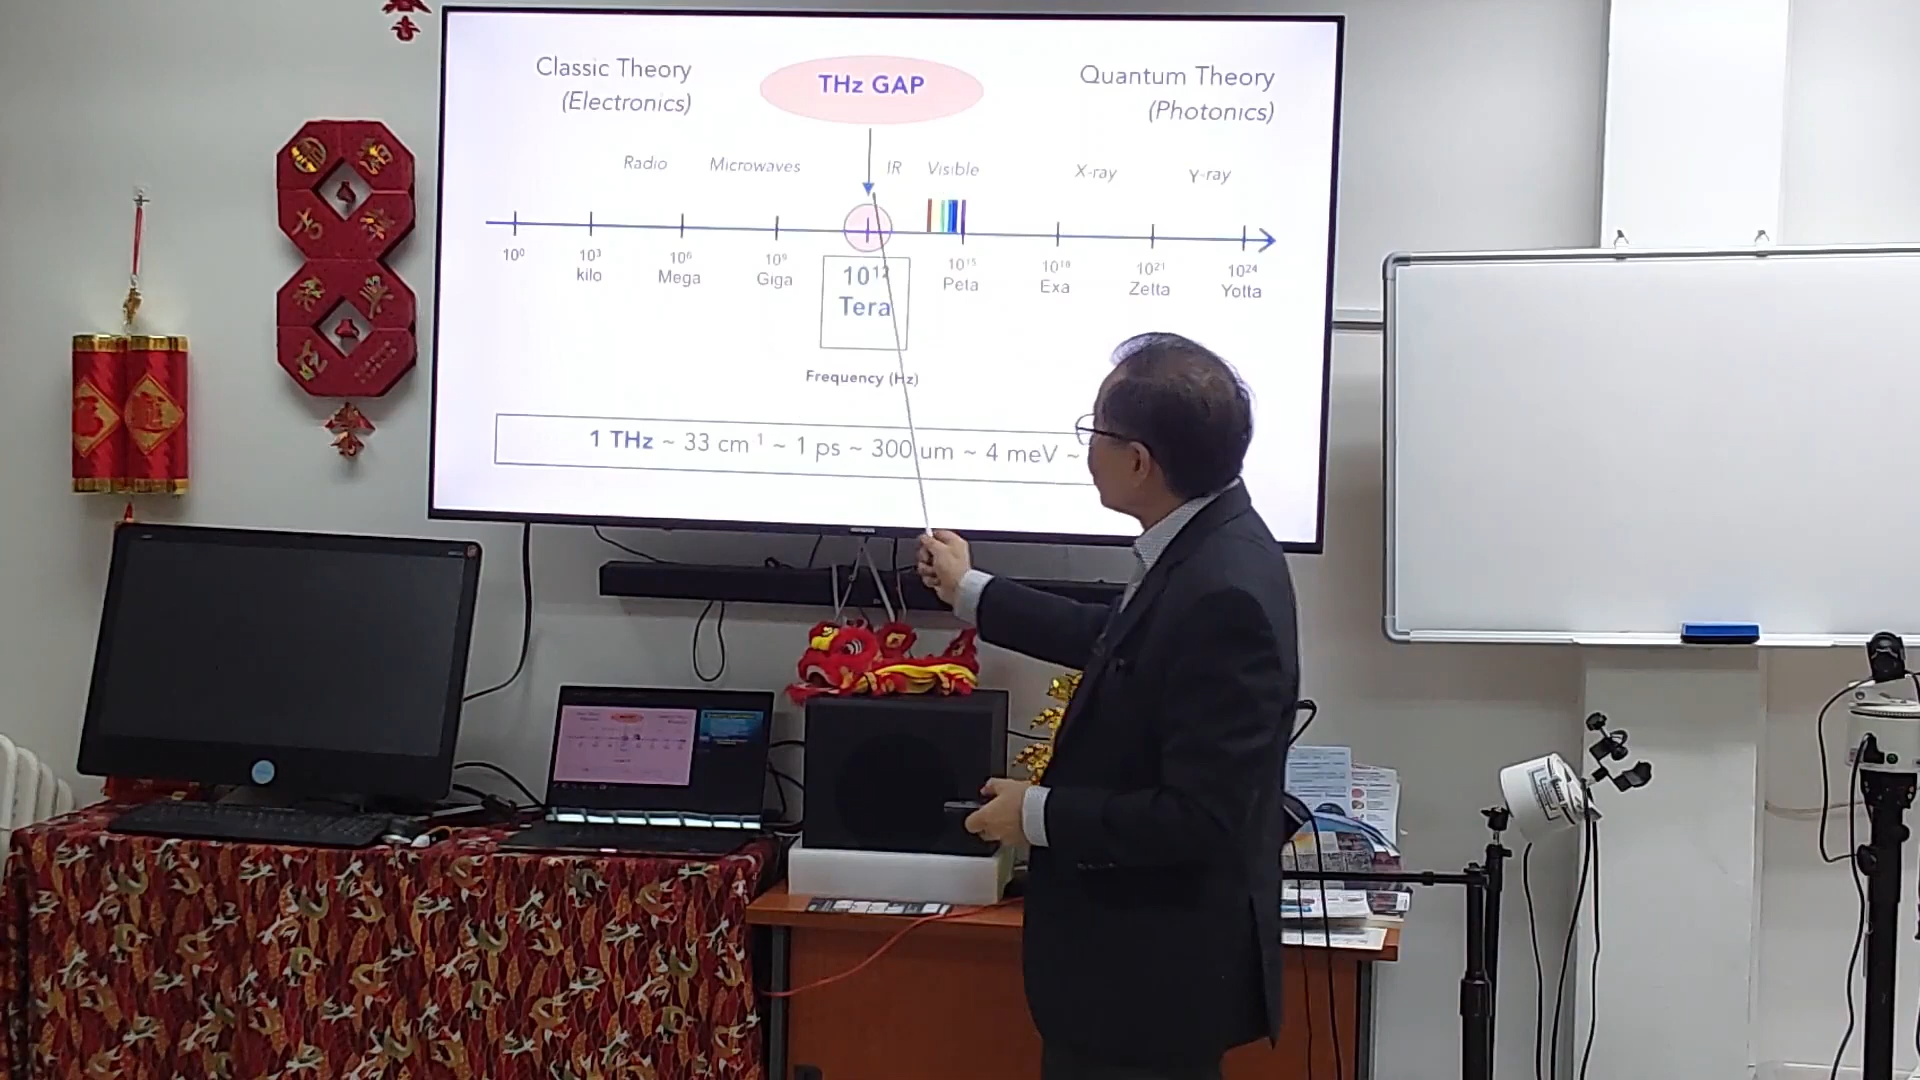 Classic Theory
(Electronics)
THz GAP
Quantum Theory
(Photonics)
Radio
Microwaves
IR
Visible
X-ray
Y-ray
10⁰
10³
kilo
10⁶
Mega
10⁹
Giga
10¹²
Tera
10¹⁵
Peta
10¹⁸
Exa
10²¹
Zetta
10²⁴
Yotta
Frequency (Hz)
1 THz ~ 33 cm ¹ ~ 1 ps ~ 300 um ~ 4 meV ~